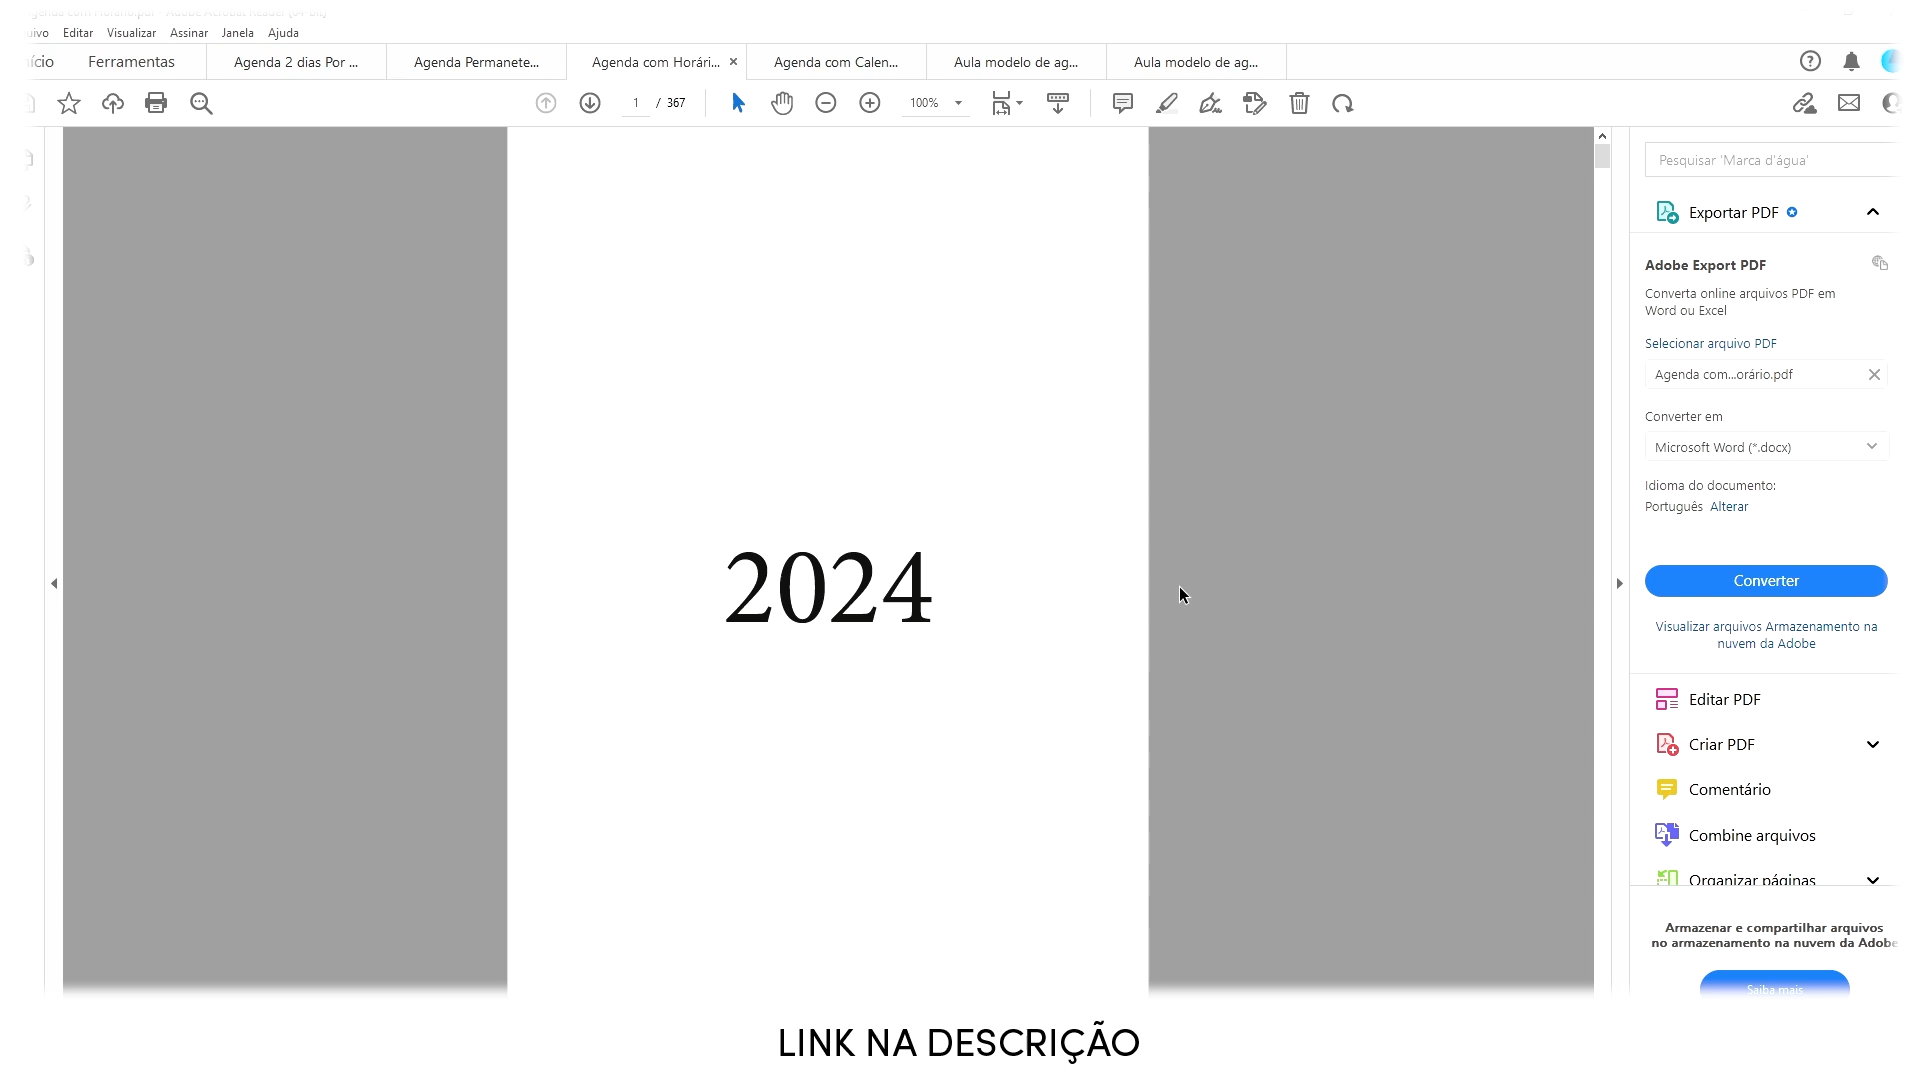 Editar Visualizar Assinar Janela Ajuda
Ferramentas Agenda 2 dias Por ... Agenda Permanete... Agenda com Horári... Agenda com Calen... Aula modelo de ag... Aula modelo de ag...
1 / 367 100%
Pesquisar 'Marca d'água'
Exportar PDF
Adobe Export PDF
Converta online arquivos PDF em
Word ou Excel
Selecionar arquivo PDF
Agenda com...orário.pdf
Converter em
Microsoft Word (*.docx)
Idioma do documento:
Português Alterar
2024
Converter
Visualizar arquivos Armazenamento na
nuvem da Adobe
Editar PDF
Criar PDF
Comentário
Combine arquivos
Organizar páginas
Armazenar e compartilhar arquivos
no armazenamento na nuvem da Adobe
Saiba mais
LINK NA DESCRIÇÃO